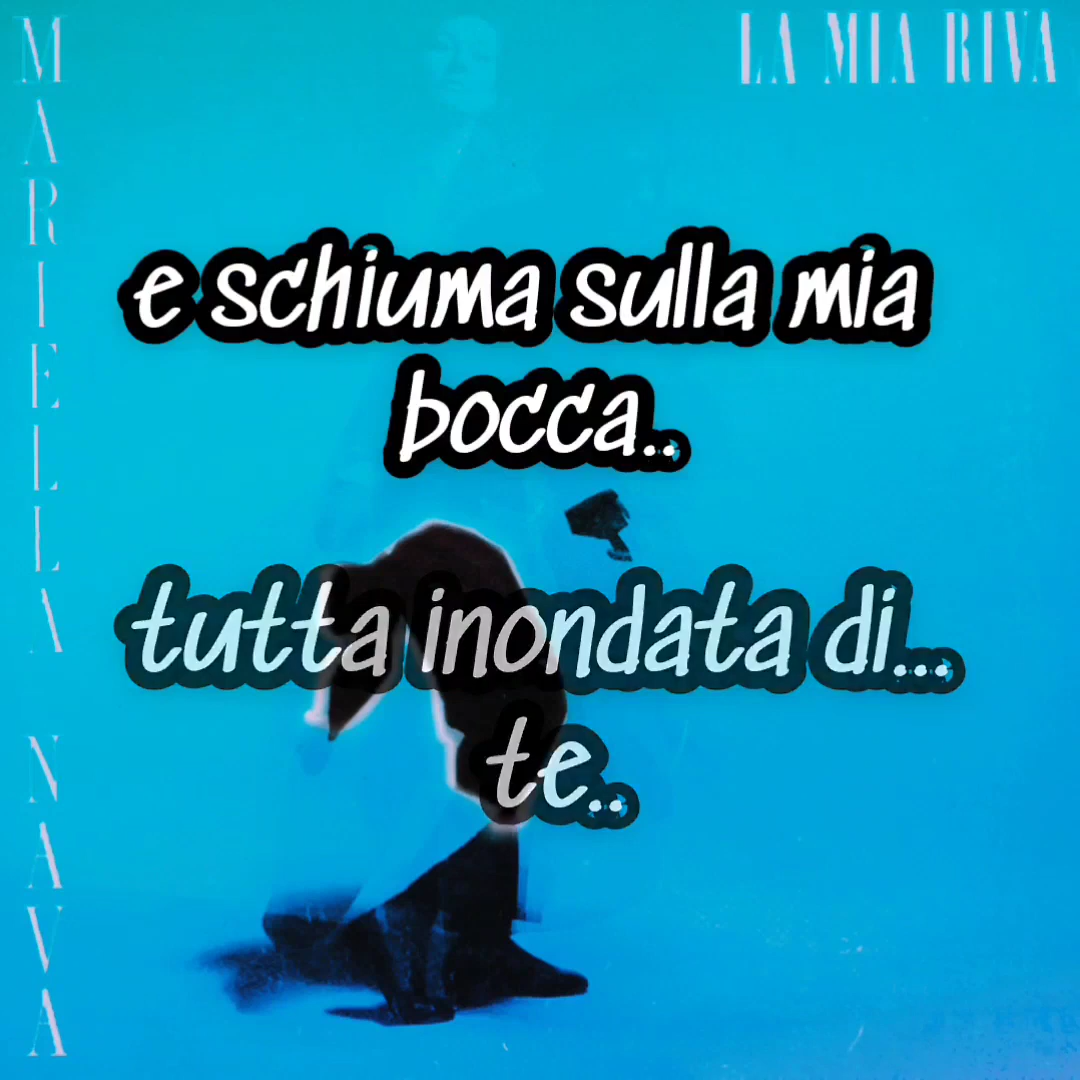 MARIELLA NAVA
LA MIA RIVA
e schiuma sulla mia
bocca..
tutta inondata di...
te..